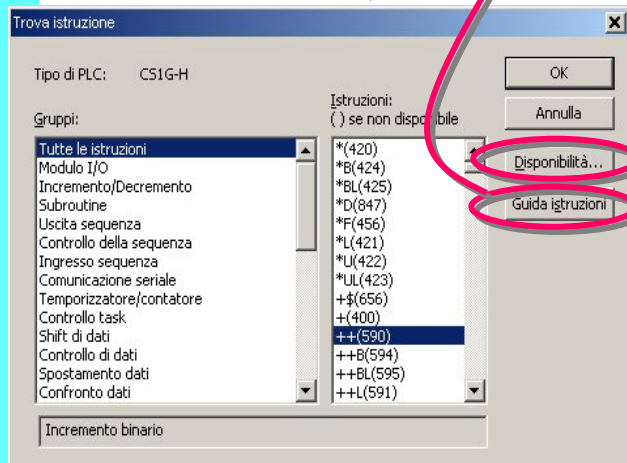 Trova istruzione
Tipo di PLC: CS1G-H
OK
Annulla
Disponibilità...
Guida istruzioni
Gruppi:
Tutte le istruzioni
Modulo I/O
Incremento/Decremento
Subroutine
Uscita sequenza
Controllo della sequenza
Ingresso sequenza
Comunicazione seriale
Temporizzatore/contatore
Controllo task
Shift di dati
Controllo di dati
Spostamento dati
Confronto dati
Istruzioni:
( ) se non disponibile
*(420)
*B(424)
*BL(425)
*D(847)
*F(456)
*L(421)
*U(422)
*UL(423)
+$(656)
+(400)
++(590)
++B(594)
++BL(595)
++L(591)
Incremento binario